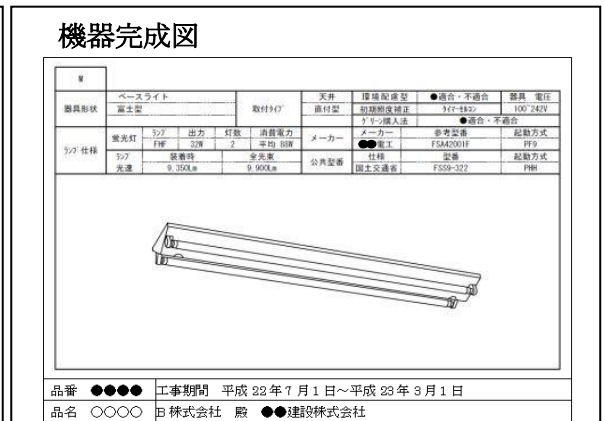 機器完成図
M
器具形状 ベースライト 取付タイプ 天井 環境配慮型 ●適合・不適合 器具 電圧
富士型 直付型 初期照度補正 タイマーセルコン 100~242V
グリーン購入法 ●適合・不適合
ランプ仕様 蛍光灯 ランプ 出力 灯数 消費電力 メーカー メーカー 参考型番 起動方式
FHF 32W 2 平均 88W ●●電工 FSA42001F PF9
ランプ光速 装着時 全光束 公共型番 仕様 型番 起動方式
9,350Lm 9,900Lm 国土交通省 FSS9-322 PHH
品番 ●●●● 工事期間 平成22年7月1日~平成23年3月1日
品名 ○○○○ B株式会社 殿 ●●建設株式会社